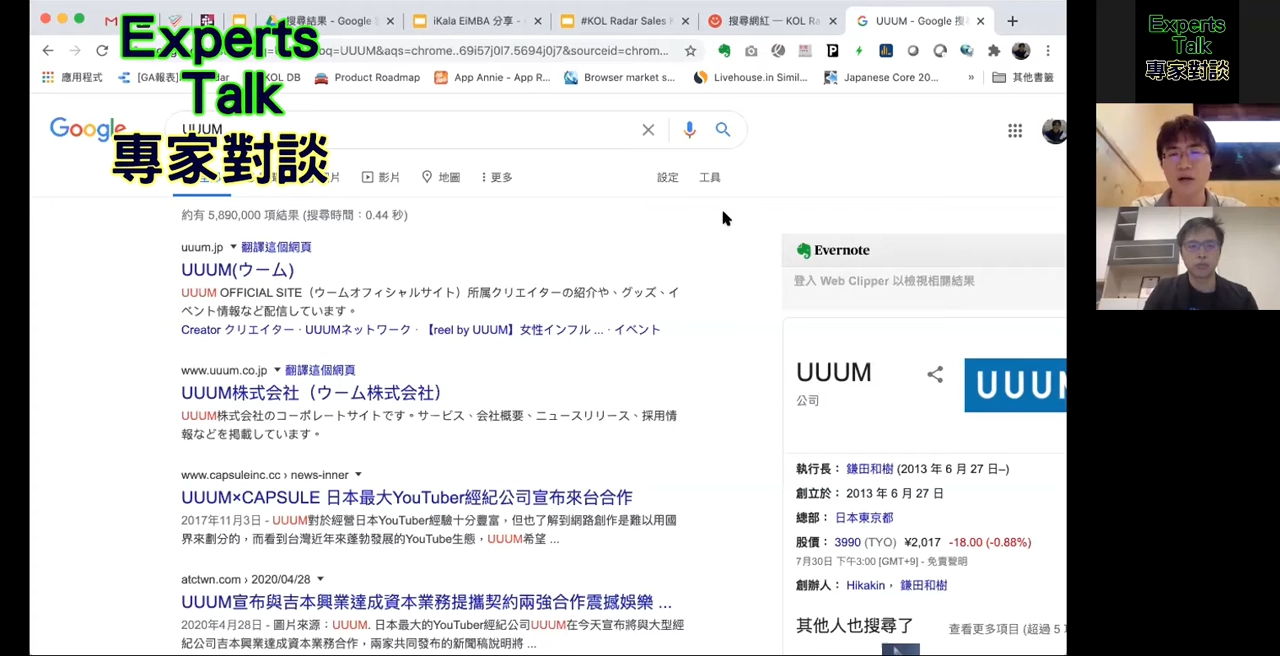 搜尋結果 - Google
iKala EiMBA 分享 -
#KOL Radar Sales
搜尋網紅 — KOL Ra
UUUM - Google 搜
oq=UUUM&aqs=chrome..69i57j0l7.5694j0j7&sourceid=chrom...
應用程式
[GA報表]
KOL DB
Product Roadmap
App Annie - App R...
Browser market s...
Livehouse.in Simil...
Japanese Core 20...
»
其他書籤
Experts
Talk
專家對談
Google
UUUM
影片
地圖
更多
設定
工具
約有 5,890,000 項結果 (搜尋時間：0.44 秒)
uuum.jp ▼ 翻譯這個網頁
UUUM(ウーム)
UUUM OFFICIAL SITE（ウームオフィシャルサイト）所属クリエイターの紹介や、グッズ、イ
ベント情報など配信しています。
Creator クリエイター · UUUMネットワーク · 【reel by UUUM】女性インフル ... · イベント
www.uuum.co.jp ▼ 翻譯這個網頁
UUUM株式会社（ウーム株式会社）
UUUM株式会社のコーポレートサイトです。サービス、会社概要、ニュースリリース、採用情
報などを掲載しています。
www.capsuleinc.cc › news-inner ▼
UUUM×CAPSULE 日本最大YouTuber經紀公司宣布來台合作
2017年11月3日 - UUUM對於經營日本YouTuber經驗十分豐富，但也了解到網路創作是難以用國
界來劃分的，而看到台灣近年來蓬勃發展的YouTube生態，UUUM希望 ...
atctwn.com › 2020/04/28 ▼
UUUM宣布與吉本興業達成資本業務提攜契約兩強合作震撼娛樂 ...
2020年4月28日 - 圖片來源：UUUM. 日本最大的YouTuber經紀公司UUUM在今天宣布將與大型經
紀公司吉本興業達成資本業務合作，兩家共同發布的新聞稿說明將 ...
Evernote
登入 Web Clipper 以檢視相關結果
UUUM
公司
UUUM
執行長： 鎌田和樹 (2013 年 6 月 27 日–)
創立於： 2013 年 6 月 27 日
總部： 日本東京都
股價： 3990 (TYO) ¥2,017 -18.00 (-0.88%)
7月30日 下午3:00 [GMT+9] - 免責聲明
創辦人： Hikakin， 鎌田和樹
其他人也搜尋了
查看更多項目 (超過 5
Experts
Talk
專家對談